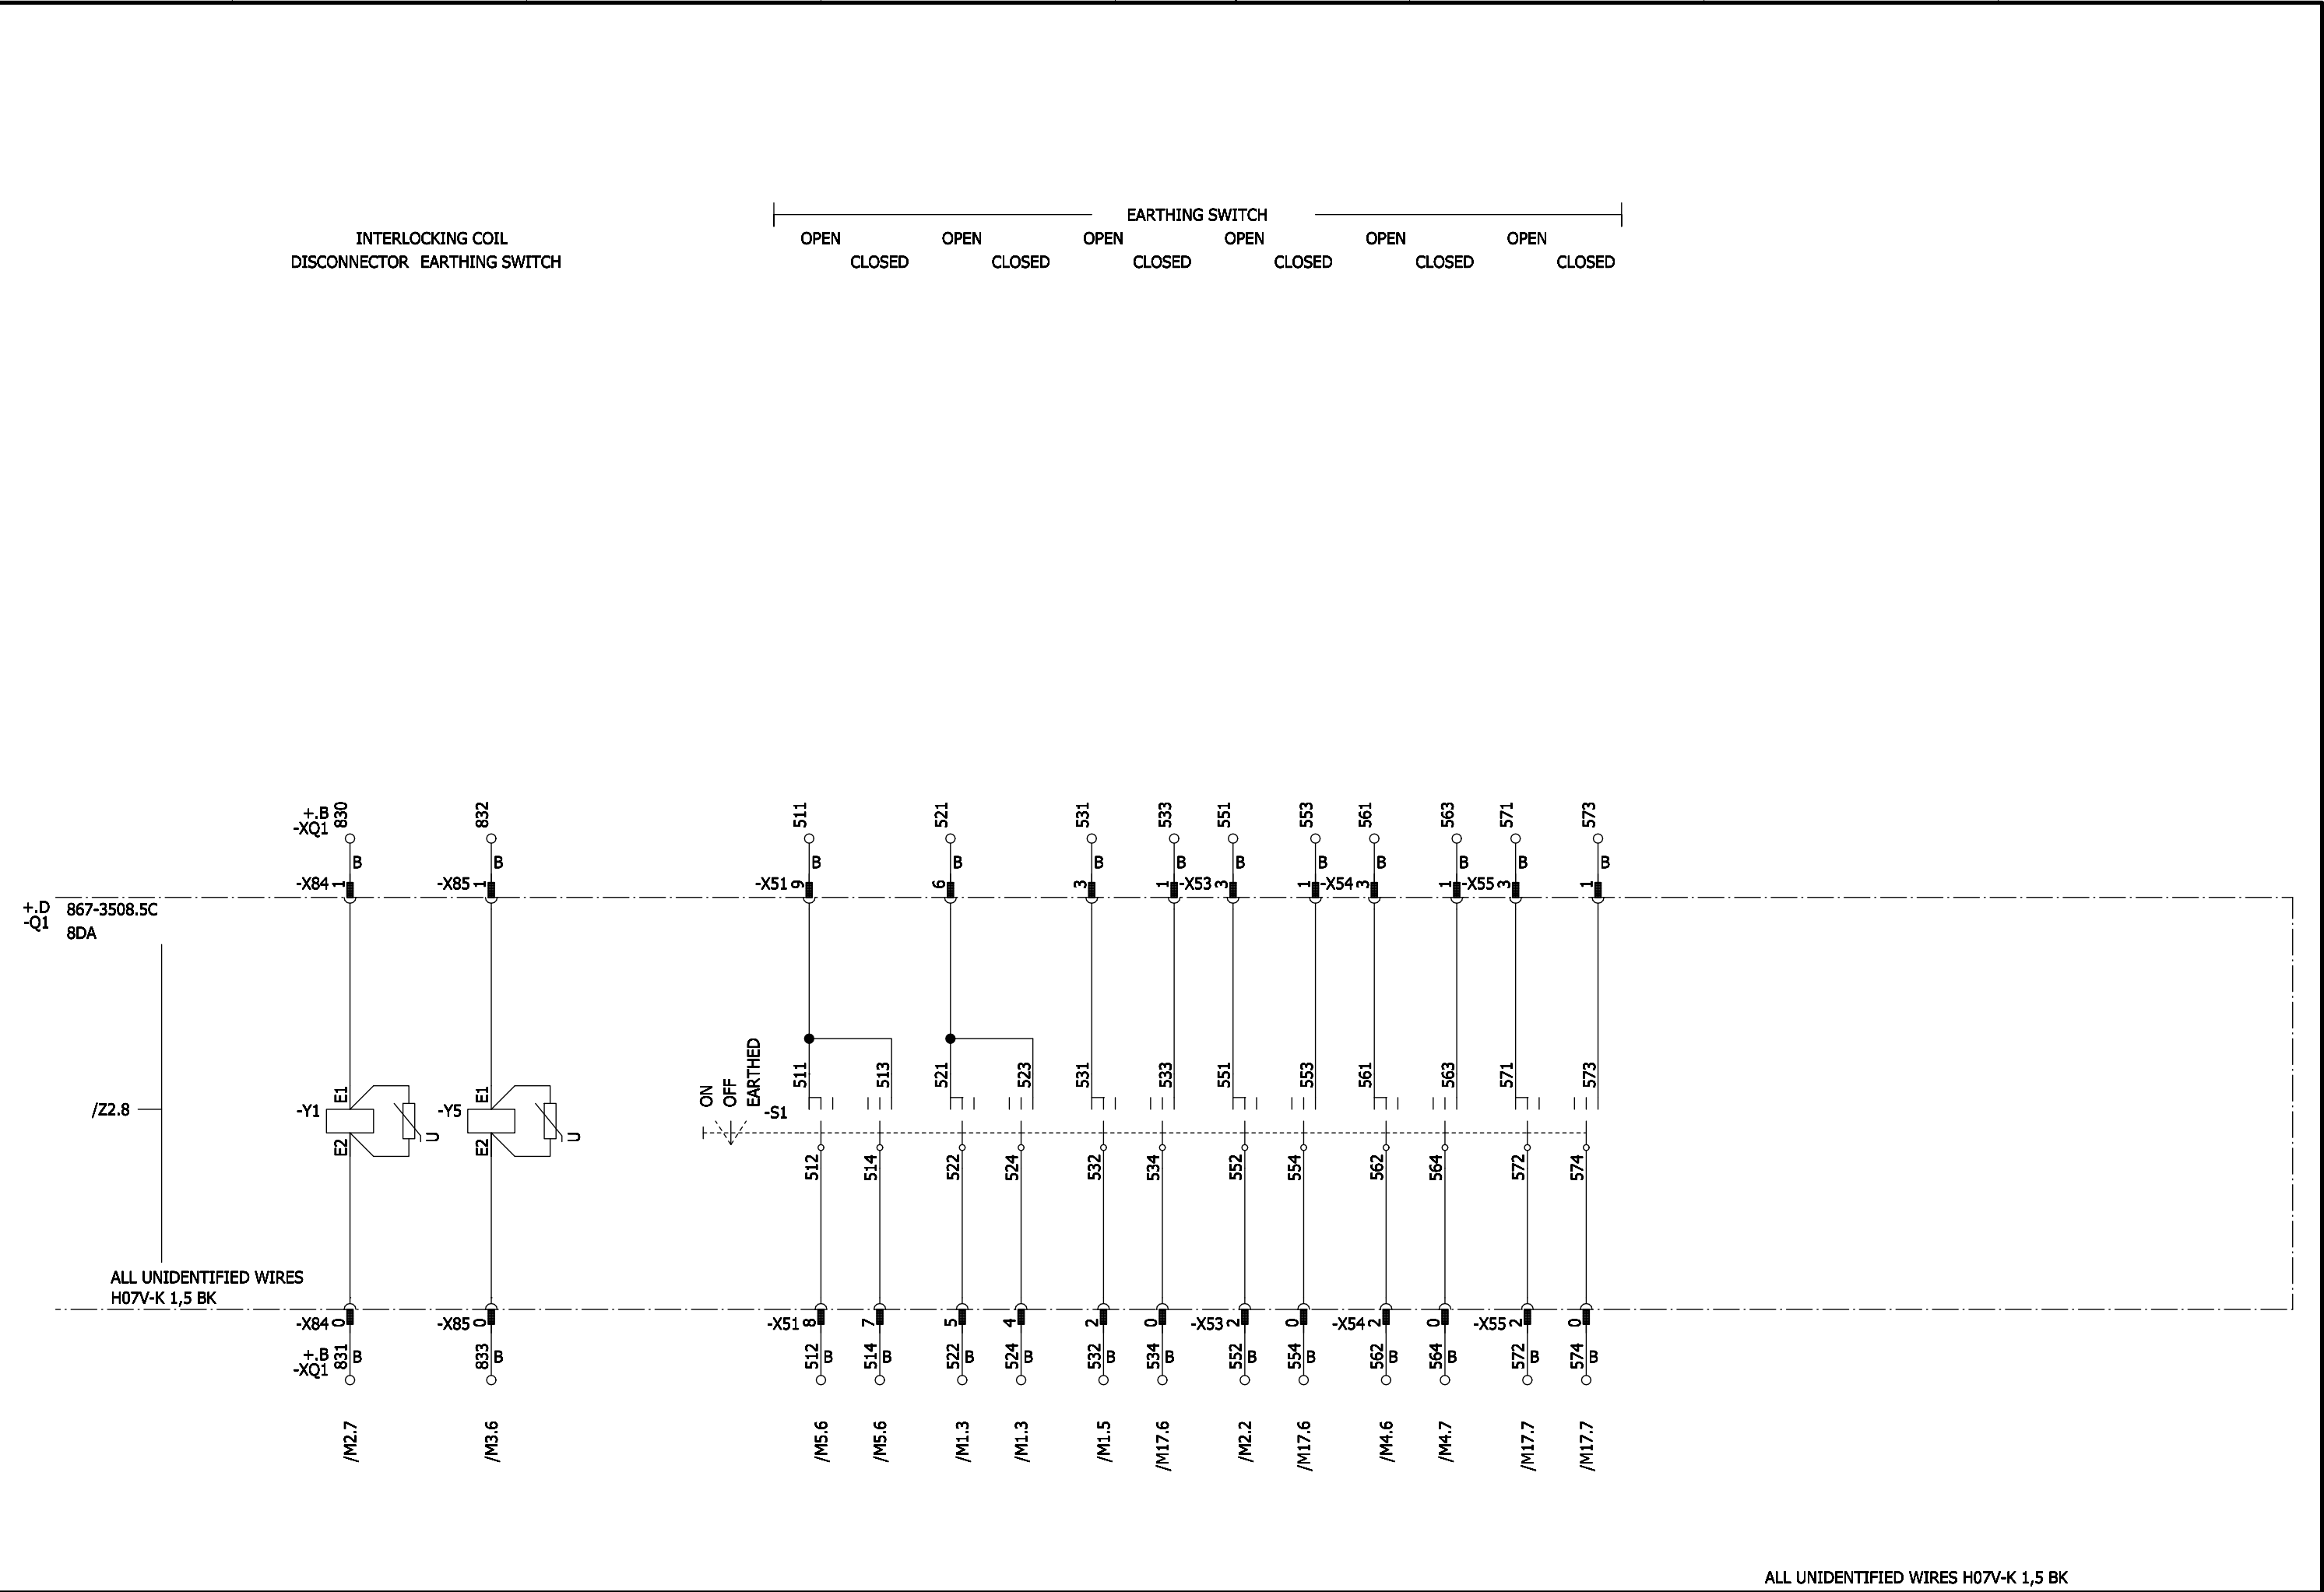 EARTHING SWITCH
INTERLOCKING COIL
OPEN OPEN OPEN OPEN OPEN OPEN
DISCONNECTOR EARTHING SWITCH
CLOSED CLOSED CLOSED CLOSED CLOSED CLOSED
+.B
-XQ1 830 832 511 521 531 533 551 553 561 563 571 573
B B B B B B B B B B B B
-X84 1 -X85 1 -X51 9 6 3 1 -X53 3 1 -X54 3 1 -X55 3 1
+.D 867-3508.5C
-Q1 8DA
511 513 521 523 531 533 551 553 561 563 571 573
ON OFF EARTHED
/Z2.8 -Y1 E1 E2 U -Y5 E1 E2 U -S1
512 514 522 524 532 534 552 554 562 564 572 574
ALL UNIDENTIFIED WIRES
H07V-K 1,5 BK
-X84 0 -X85 0 -X51 8 7 5 4 2 0 -X53 2 0 -X54 2 0 -X55 2 0
+.B
-XQ1 831 B 833 B 512 B 514 B 522 B 524 B 532 B 534 B 552 B 554 B 562 B 564 B 572 B 574 B
/M2.7 /M3.6 /M5.6 /M5.6 /M1.3 /M1.3 /M1.5 /M17.6 /M2.2 /M17.6 /M4.6 /M4.7 /M17.7 /M17.7
ALL UNIDENTIFIED WIRES H07V-K 1,5 BK